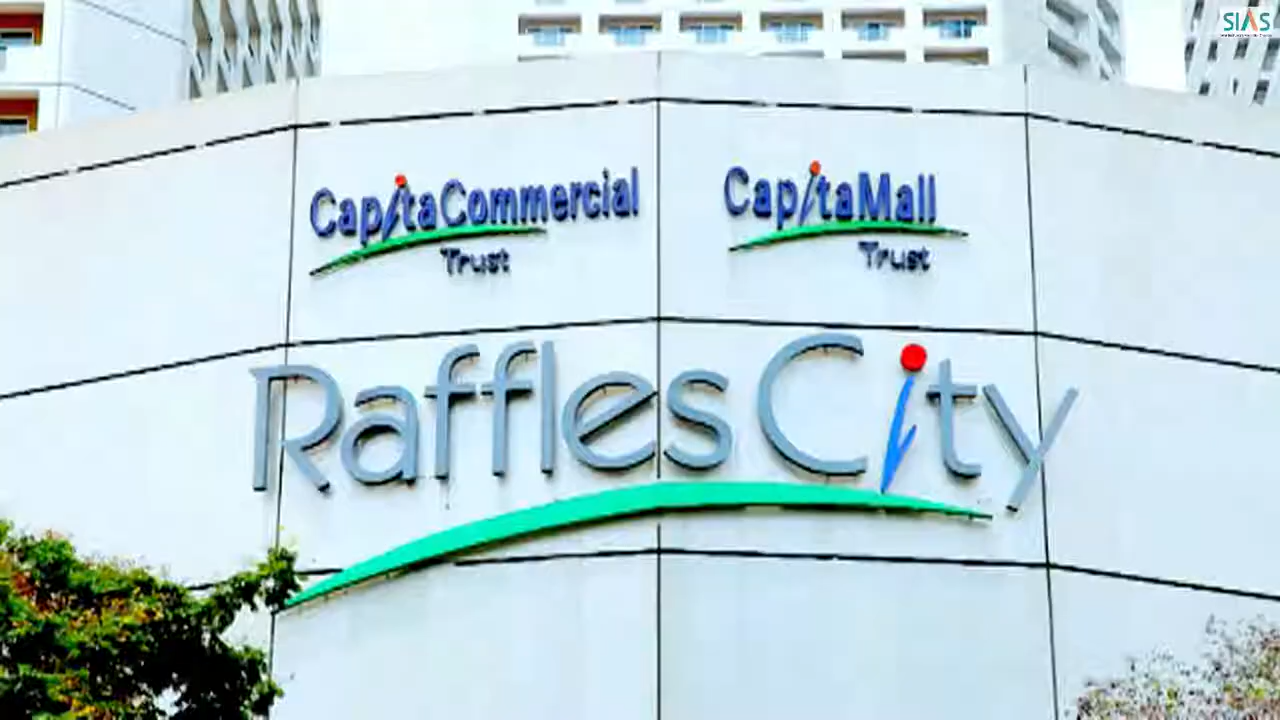 SIAS
CapitaCommercial
Trust
CapitaMall
Trust
RafflesCity